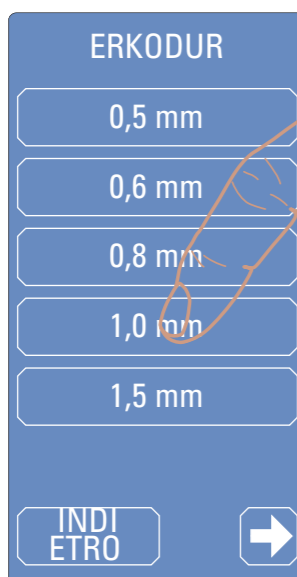 ERKODUR
0,5 mm
0,6 mm
0,8 mm
1,0 mm
1,5 mm
INDI
ETRO